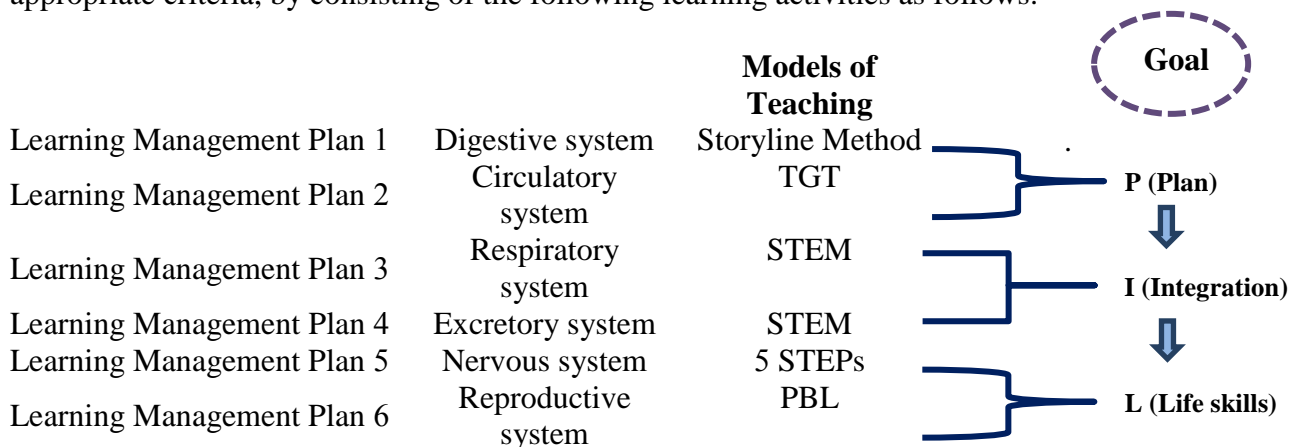 appropriate criteria, by consisting of the following learning activities as follows:
Goal
Models of
Teaching
Learning Management Plan 1 Digestive system Storyline Method .
Learning Management Plan 2 Circulatory system TGT P (Plan)
Learning Management Plan 3 Respiratory system STEM
I (Integration)
Learning Management Plan 4 Excretory system STEM
Learning Management Plan 5 Nervous system 5 STEPs
Learning Management Plan 6 Reproductive system PBL L (Life skills)